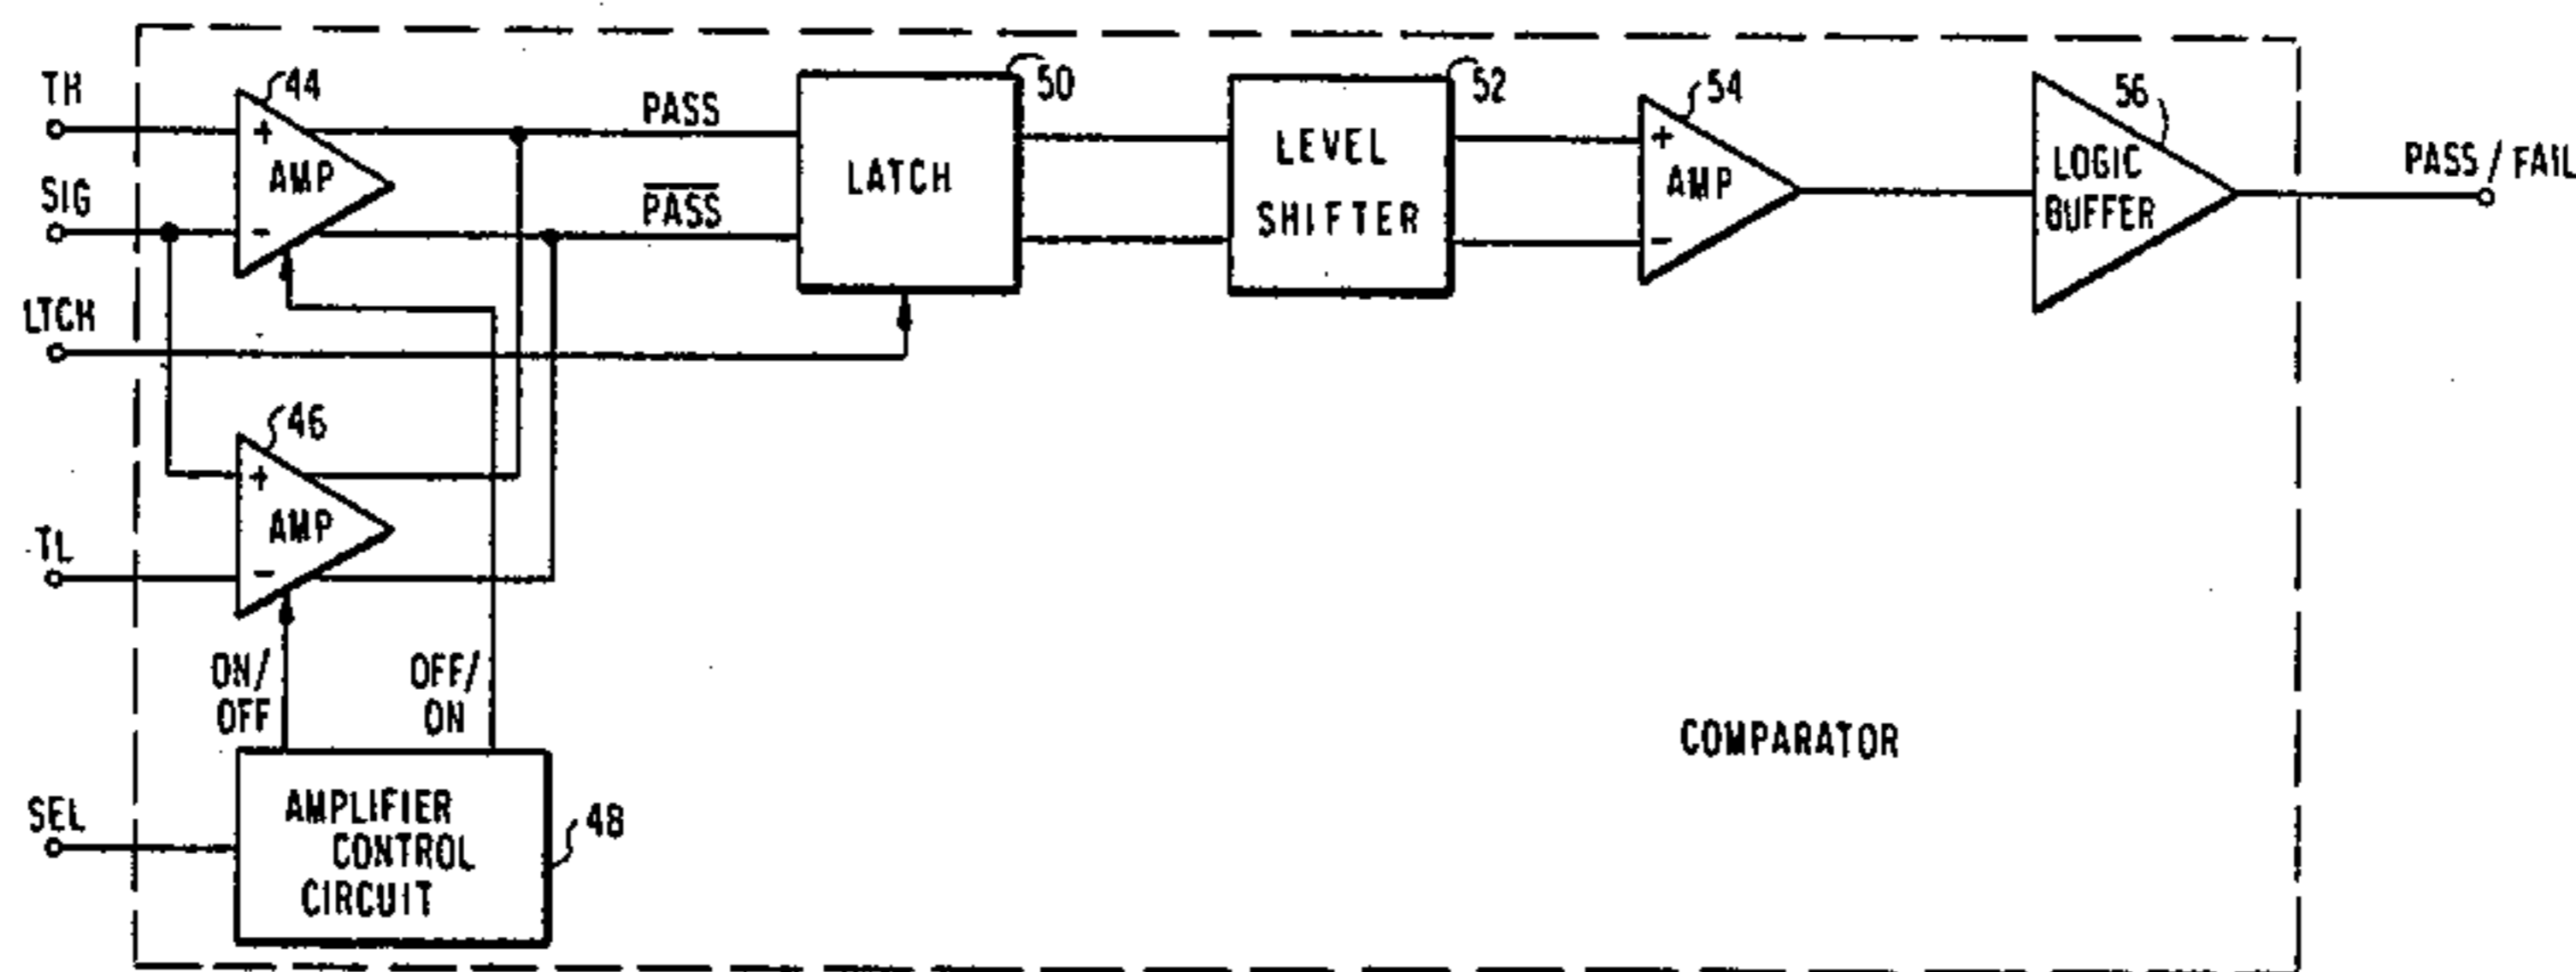 TH
44
+
AMP
-
SIG
LTCH
PASS
PASS
50
LATCH
52
LEVEL
SHIFTER
54
+
AMP
-
56
LOGIC
BUFFER
PASS/FAIL
46
+
AMP
-
TL
ON/
OFF
OFF/
ON
SEL
AMPLIFIER
CONTROL
CIRCUIT
48
COMPARATOR